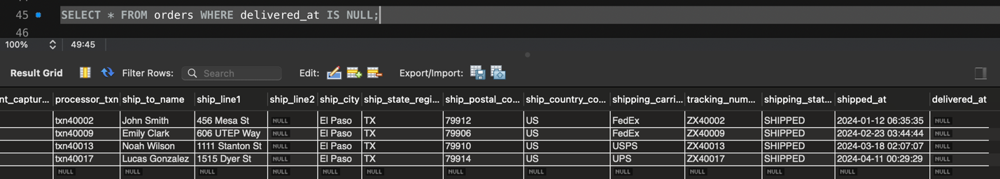 45 SELECT * FROM orders WHERE delivered_at IS NULL;
46
100% 49:45
Result Grid Filter Rows: Search Edit: Export/Import:
nt_captur... processor_txn ship_to_name ship_line1 ship_line2 ship_city ship_state_regi... ship_postal_co... ship_country_co... shipping_carri... tracking_num... shipping_stat... shipped_at delivered_at
txn40002 John Smith 456 Mesa St NULL El Paso TX 79912 US FedEx ZX40002 SHIPPED 2024-01-12 06:35:35 NULL
txn40009 Emily Clark 606 UTEP Way NULL El Paso TX 79906 US FedEx ZX40009 SHIPPED 2024-02-23 03:44:44 NULL
txn40013 Noah Wilson 1111 Stanton St NULL El Paso TX 79910 US USPS ZX40013 SHIPPED 2024-03-18 02:07:07 NULL
txn40017 Lucas Gonzalez 1515 Dyer St NULL El Paso TX 79914 US UPS ZX40017 SHIPPED 2024-04-11 00:29:29 NULL
NULL NULL NULL NULL NULL NULL NULL NULL NULL NULL NULL NULL NULL